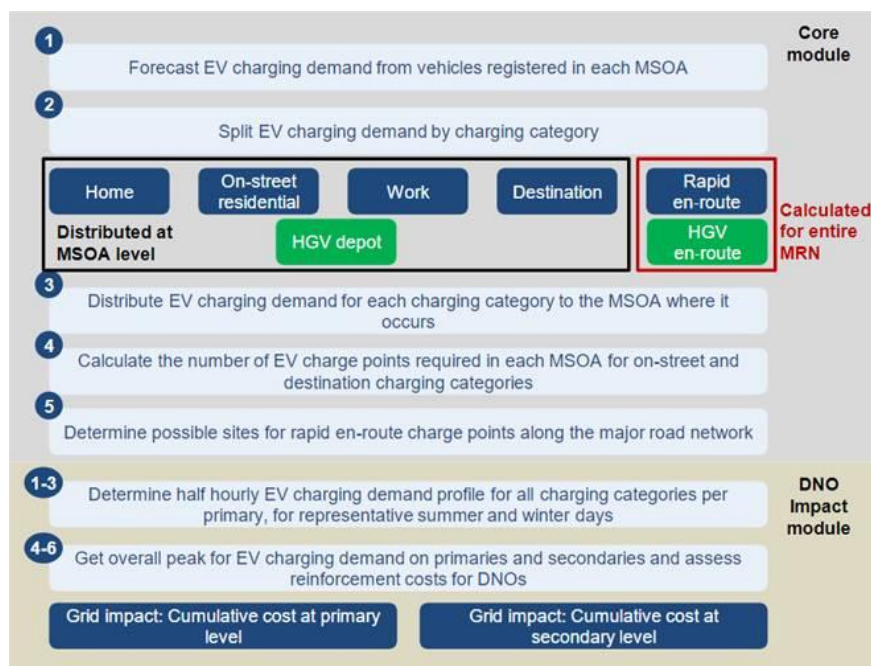 1
Core
module
Forecast EV charging demand from vehicles registered in each MSOA
2
Split EV charging demand by charging category
Home
On-street
residential
Work
Destination
Rapid
en-route
Distributed at
MSOA level
HGV depot
HGV
en-route
Calculated
for entire
MRN
3
Distribute EV charging demand for each charging category to the MSOA where it
occurs
4
Calculate the number of EV charge points required in each MSOA for on-street and
destination charging categories
5
Determine possible sites for rapid en-route charge points along the major road network
1-3
DNO
Impact
module
Determine half hourly EV charging demand profile for all charging categories per
primary, for representative summer and winter days
4-6
Get overall peak for EV charging demand on primaries and secondaries and assess
reinforcement costs for DNOs
Grid impact: Cumulative cost at primary
level
Grid impact: Cumulative cost at
secondary level